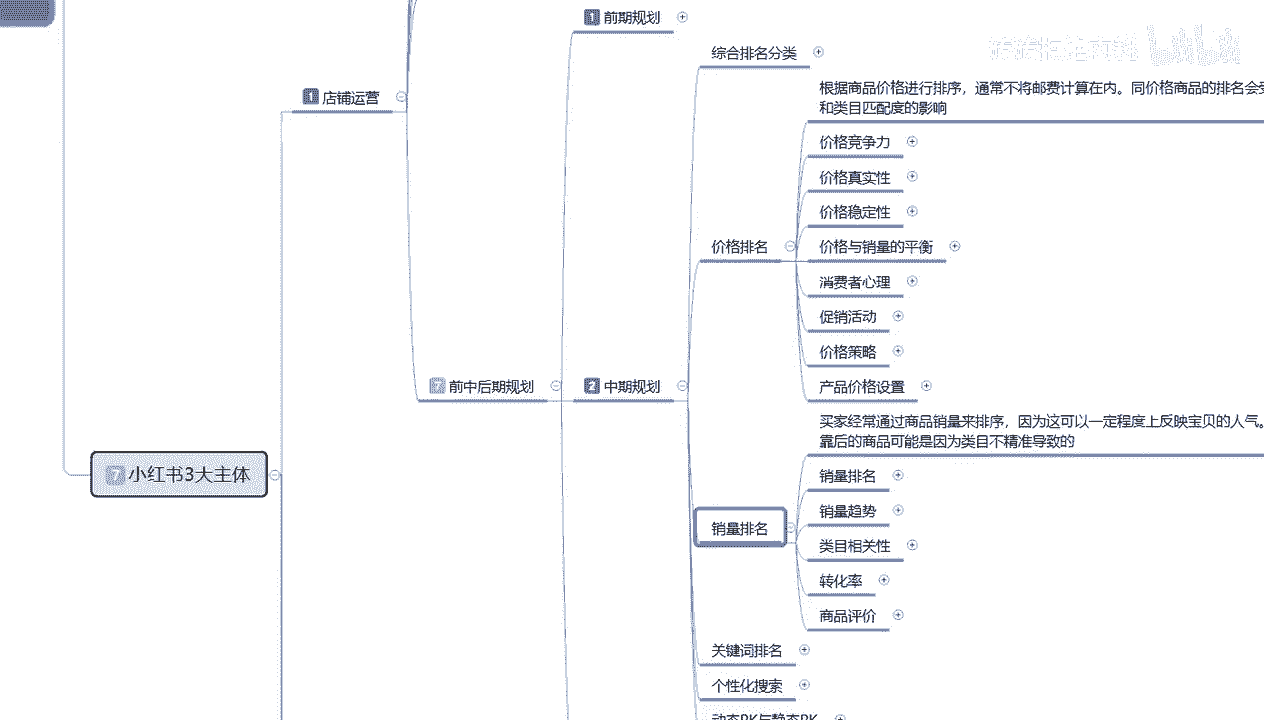 1 前期规划
综合排名分类
根据商品价格进行排序，通常不将邮费计算在内。同价格商品的排名会受
和类目匹配度的影响
1 店铺运营
价格竞争力
价格真实性
价格稳定性
价格排名
价格与销量的平衡
消费者心理
促销活动
价格策略
7 前中后期规划
2 中期规划
产品价格设置
买家经常通过商品销量来排序，因为这可以一定程度上反映宝贝的人气。
靠后的商品可能是因为类目不精准导致的
7 小红书3大主体
销量排名
销量趋势
销量排名
类目相关性
转化率
商品评价
关键词排名
个性化搜索
动态PK与静态PK
bilibili